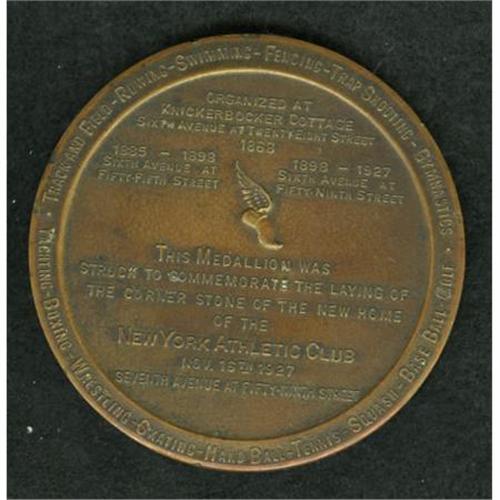 TRACK AND FIELD-RUNNING-SWIMMING-FENCING-TRAP SHOOTING-GYMNASTICS
YACHTING-BOXING-WRESTLING-SKATING-HAND BALL-TENNIS-SQUASH-BASE BALL-GOLF
ORGANIZED AT
KNICKERBOCKER COTTAGE
SIXTH AVENUE AT TWENTY-EIGHT STREET
1868
1885 - 1898
SIXTH AVENUE AT
FIFTY-FIFTH STREET
1898 - 1927
SIXTH AVENUE AT
FIFTY-NINTH STREET
THIS MEDALLION WAS
STRUCK TO COMMEMORATE THE LAYING OF
THE CORNER STONE OF THE NEW HOME
OF THE
NEW YORK ATHLETIC CLUB
NOV. 16TH 1927
SEVENTH AVENUE AT FIFTY-NINTH STREET